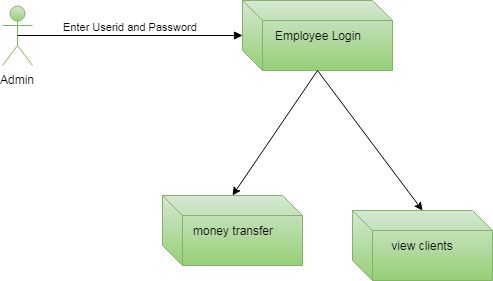 Enter Userid and Password
Employee Login
Admin
money transfer
view clients